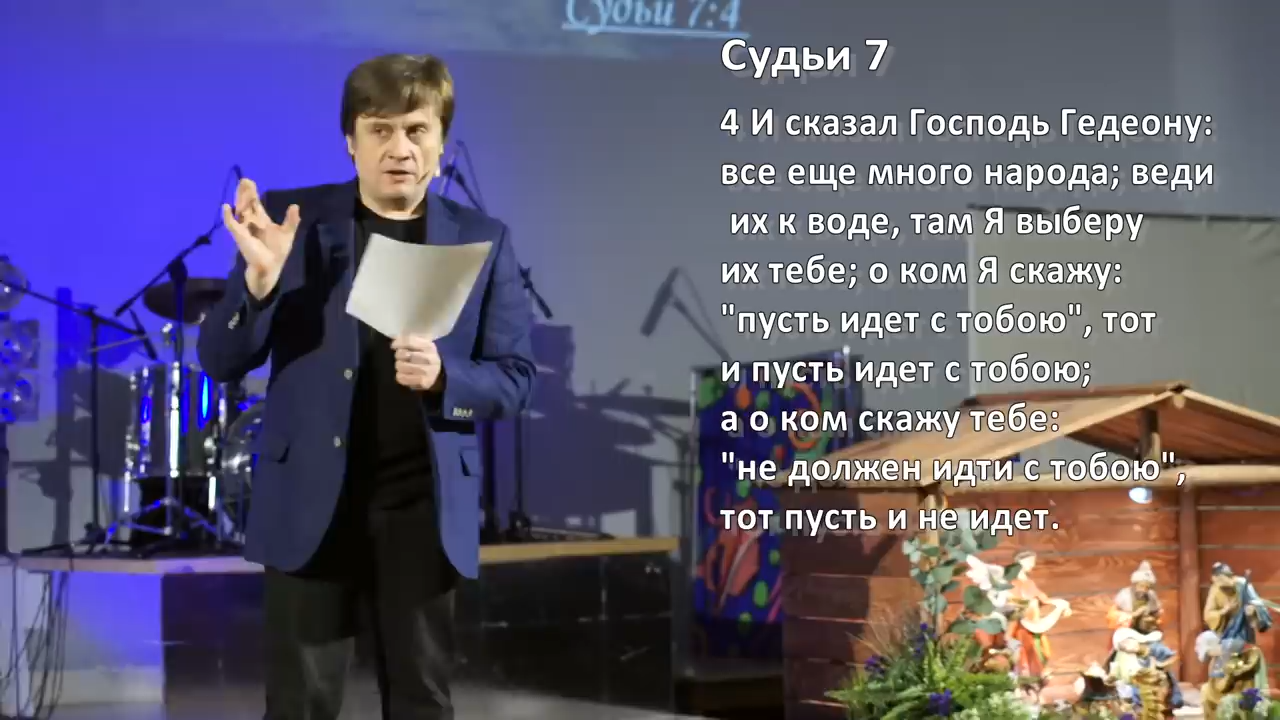 Судьи 7:4
Судьи 7
4 И сказал Господь Гедеону:
все еще много народа; веди
их к воде, там Я выберу
их тебе; о ком Я скажу:
"пусть идет с тобою", тот
и пусть идет с тобою;
а о ком скажу тебе:
"не должен идти с тобою",
тот пусть и не идет.